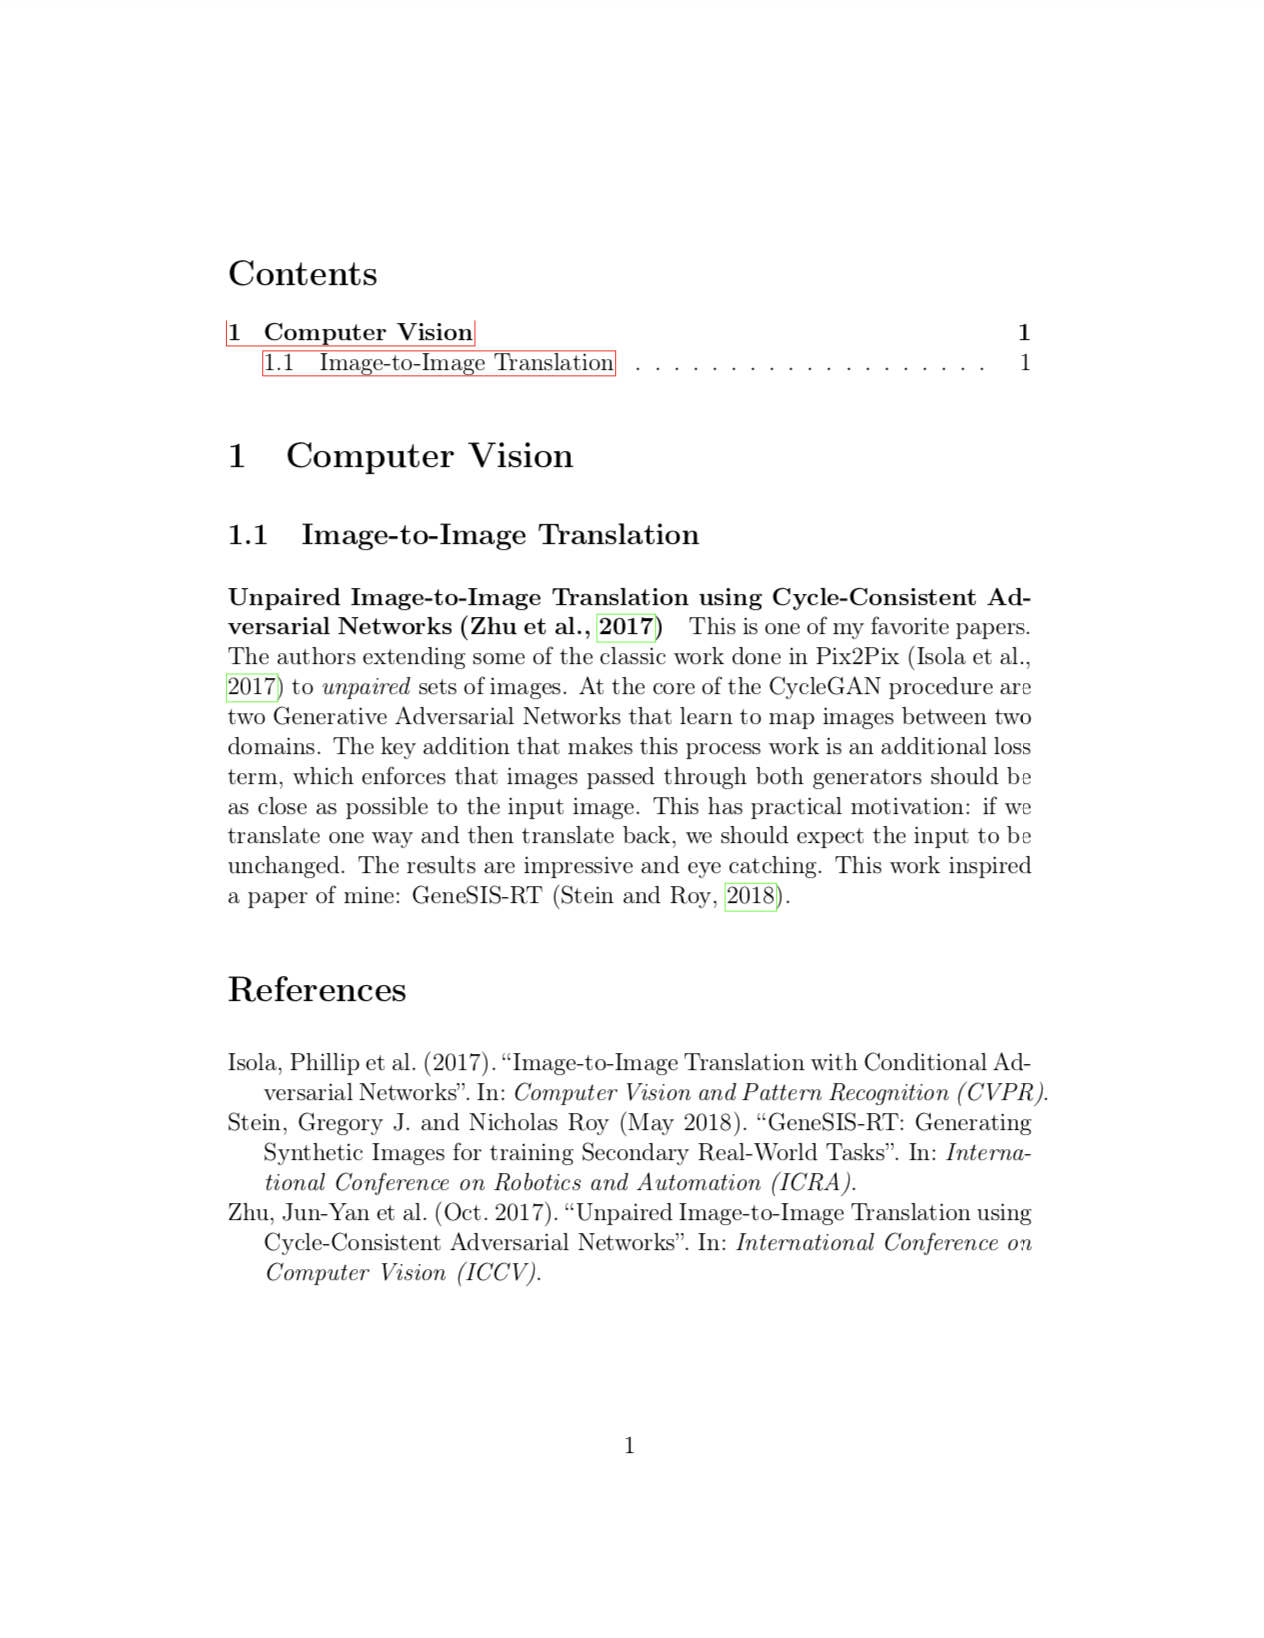 Contents
1 Computer Vision 1
1.1 Image-to-Image Translation . . . . . . . . . . . . . . . . . . . 1
1 Computer Vision
1.1 Image-to-Image Translation
Unpaired Image-to-Image Translation using Cycle-Consistent Ad-
versarial Networks (Zhu et al., 2017) This is one of my favorite papers.
The authors extending some of the classic work done in Pix2Pix (Isola et al.,
2017) to unpaired sets of images. At the core of the CycleGAN procedure are
two Generative Adversarial Networks that learn to map images between two
domains. The key addition that makes this process work is an additional loss
term, which enforces that images passed through both generators should be
as close as possible to the input image. This has practical motivation: if we
translate one way and then translate back, we should expect the input to be
unchanged. The results are impressive and eye catching. This work inspired
a paper of mine: GeneSIS-RT (Stein and Roy, 2018).
References
Isola, Phillip et al. (2017). “Image-to-Image Translation with Conditional Ad-
versarial Networks”. In: Computer Vision and Pattern Recognition (CVPR).
Stein, Gregory J. and Nicholas Roy (May 2018). “GeneSIS-RT: Generating
Synthetic Images for training Secondary Real-World Tasks”. In: Interna-
tional Conference on Robotics and Automation (ICRA).
Zhu, Jun-Yan et al. (Oct. 2017). “Unpaired Image-to-Image Translation using
Cycle-Consistent Adversarial Networks”. In: International Conference on
Computer Vision (ICCV).
1